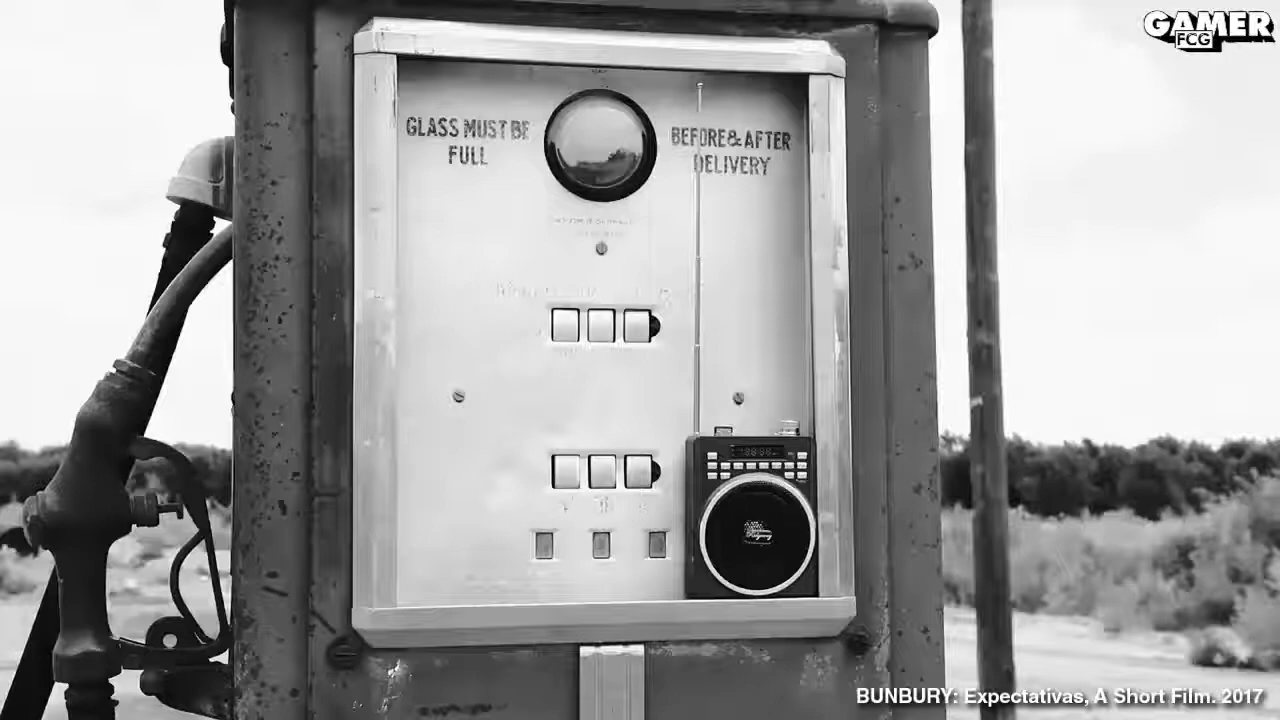 GAMER
FCG
GLASS MUST BE
FULL
BEFORE & AFTER
DELIVERY
BUNBURY: Expectativas, A Short Film. 2017